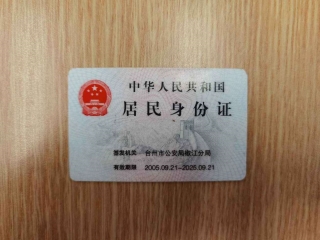 中华人民共和国
居民身份证
签发机关 台州市公安局椒江分局
有效期限 2005.09.21-2025.09.21